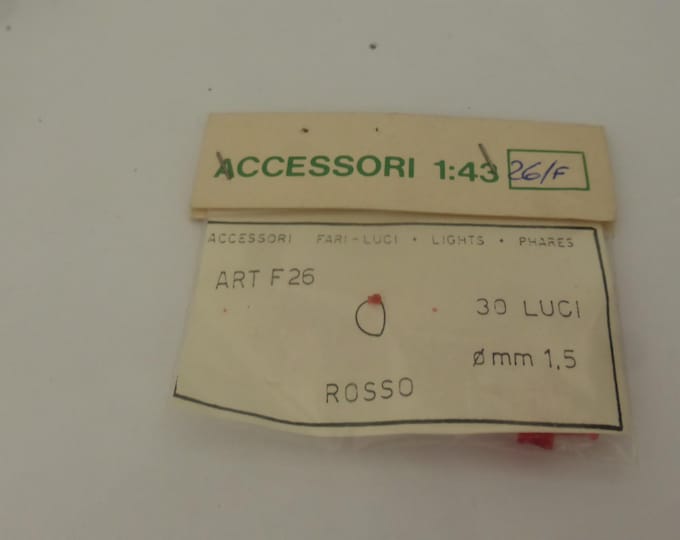 ACCESSORI 1:43 26/F
ACCESSORI FARI-LUCI • LIGHTS • PHARES
ART F26
30 LUCI
ømm 1,5
ROSSO